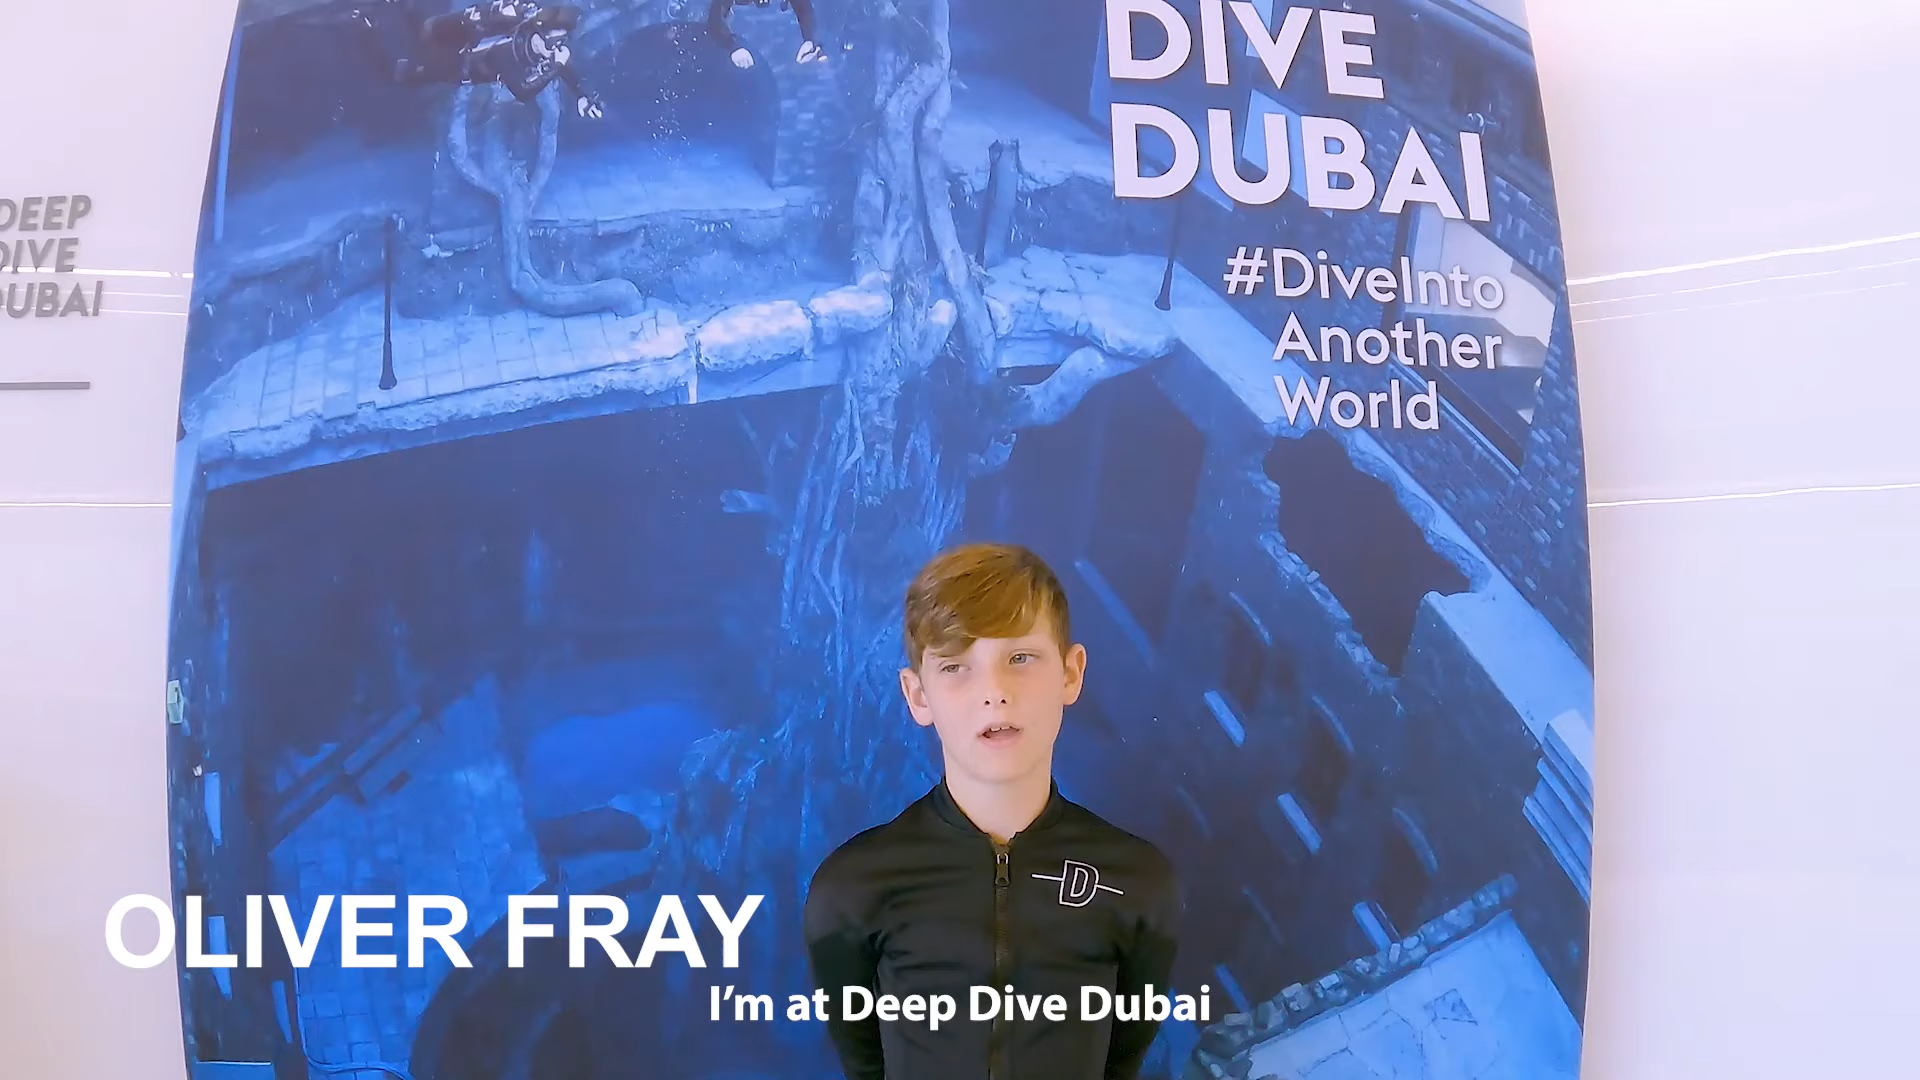 DIVE
DUBAI
#DiveInto
Another
World
DEEP
DIVE
DUBAI
D
OLIVER FRAY
I'm at Deep Dive Dubai